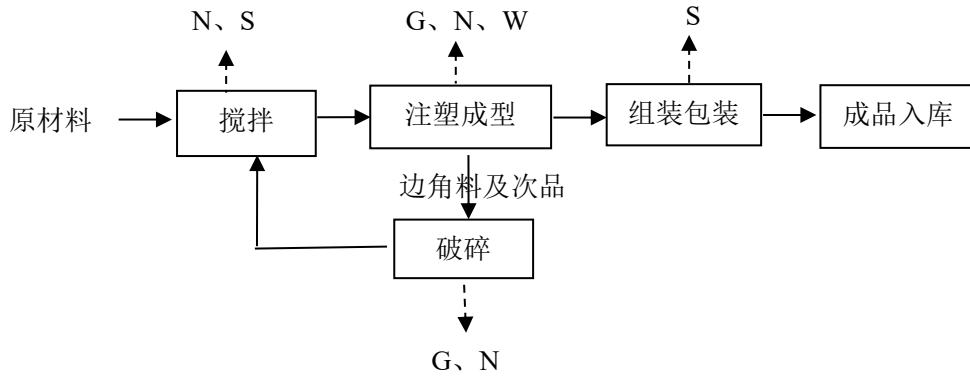 N、S
G、N、W
S
原材料
搅拌
注塑成型
组装包装
成品入库
边角料及次品
破碎
G、N